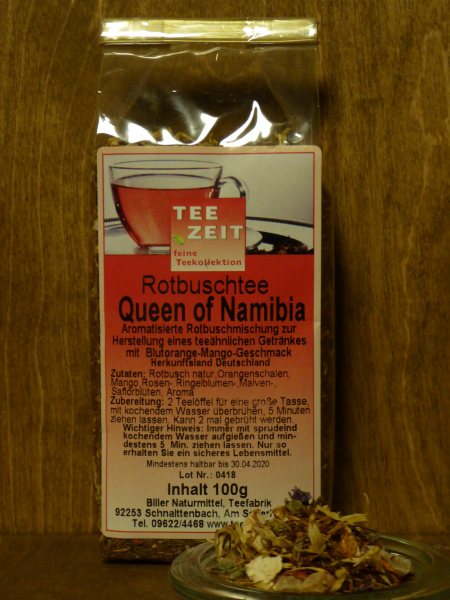 TEE
ZEIT
feine
Teekollektion
Rotbuschtee
Queen of Namibia
Aromatisierte Rotbuschmischung zur
Herstellung eines teeähnlichen Getränkes
mit Blutorange-Mango-Geschmack
Herkunftsland Deutschland
Zutaten: Rotbusch natur,Orangenschalen,
Mango,Rosen- Ringelblumen-,Malven-,
Saflorblüten, Aroma
Zubereitung: 2 Teelöffel für eine große Tasse,
mit kochendem Wasser überbrühen, 5 Minuten
ziehen lassen. Kann 2 mal gebrüht werden.
Wichtiger Hinweis: Immer mit sprudelnd
kochendem Wasser aufgießen und min-
destens 5 Min. ziehen lassen. Nur so
erhalten Sie ein sicheres Lebensmittel.
Mindestens haltbar bis 30.04.2020
Lot Nr.: 0418
Inhalt 100g
Biller Naturmittel, Teefabrik
92253 Schnaittenbach, Am
Tel. 09622/4468